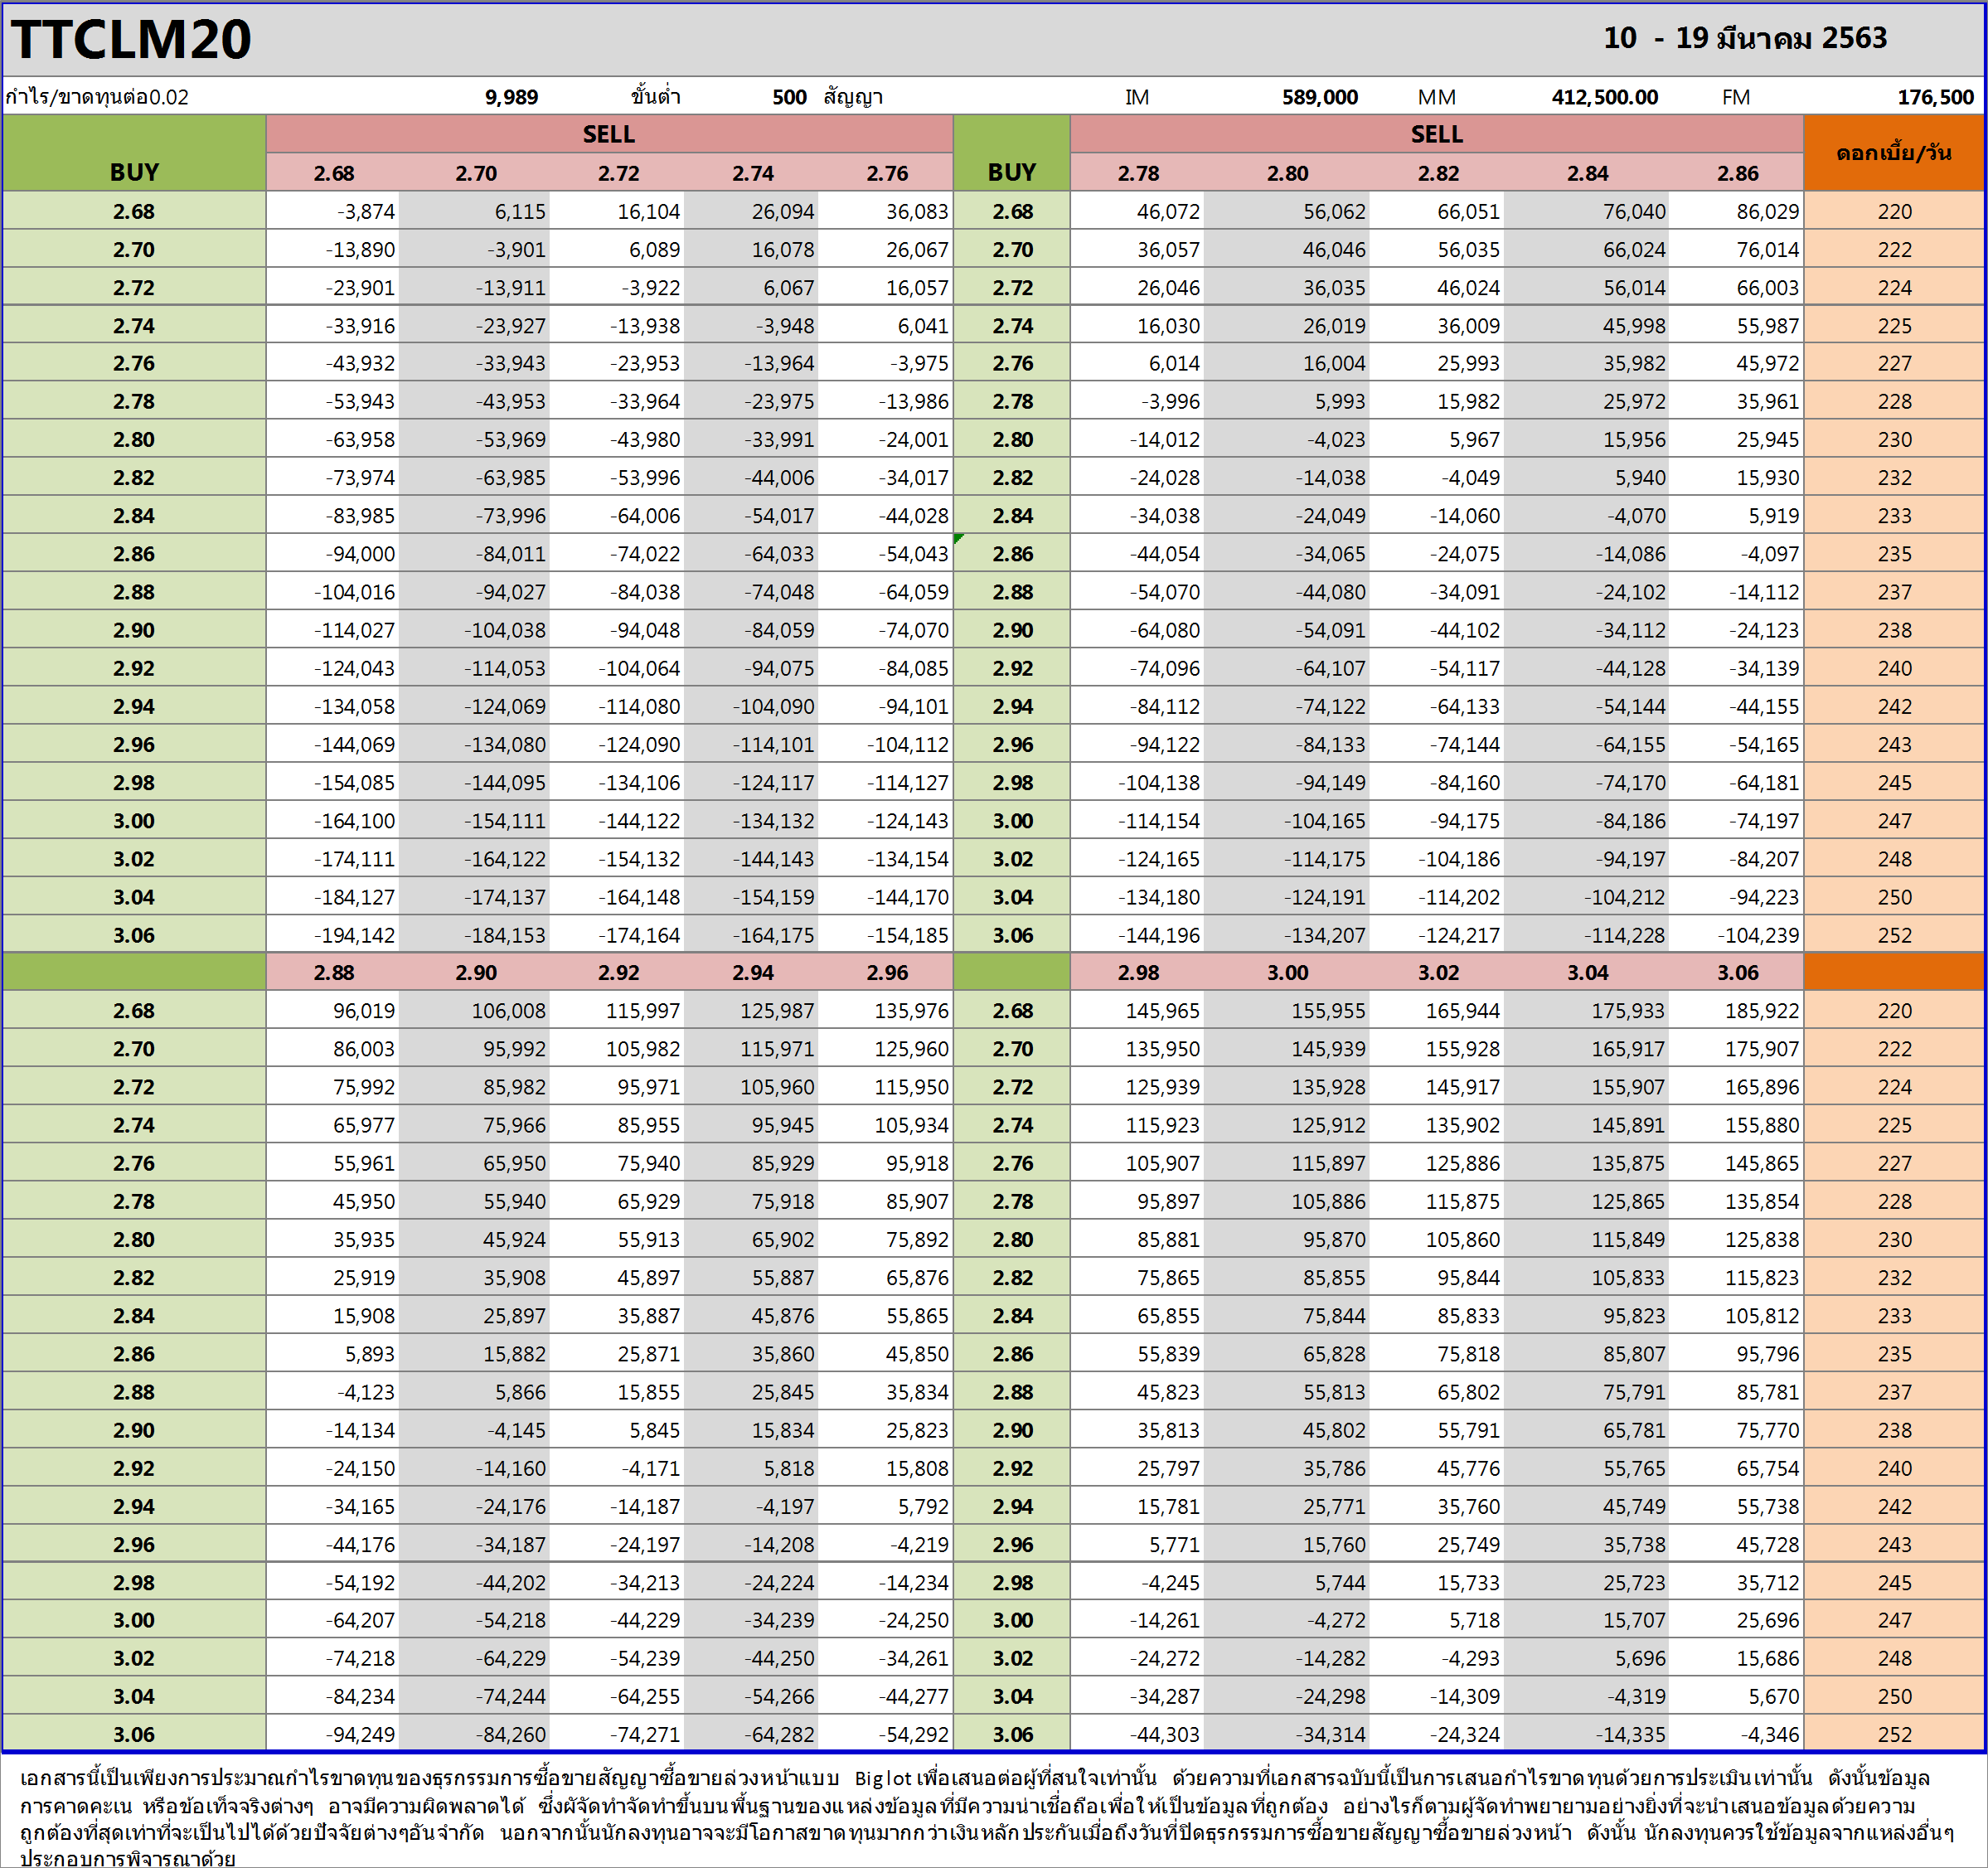 TTCLM20 10 - 19 มีนาคม 2563
กำไร/ขาดทุนต่อ0.02 9,989 ขั้นต่ำ 500 สัญญา IM 589,000 MM 412,500.00 FM 176,500
SELL SELL ดอกเบี้ย/วัน
BUY 2.68 2.70 2.72 2.74 2.76 BUY 2.78 2.80 2.82 2.84 2.86
2.68 -3,874 6,115 16,104 26,094 36,083 2.68 46,072 56,062 66,051 76,040 86,029 220
2.70 -13,890 -3,901 6,089 16,078 26,067 2.70 36,057 46,046 56,035 66,024 76,014 222
2.72 -23,901 -13,911 -3,922 6,067 16,057 2.72 26,046 36,035 46,024 56,014 66,003 224
2.74 -33,916 -23,927 -13,938 -3,948 6,041 2.74 16,030 26,019 36,009 45,998 55,987 225
2.76 -43,932 -33,943 -23,953 -13,964 -3,975 2.76 6,014 16,004 25,993 35,982 45,972 227
2.78 -53,943 -43,953 -33,964 -23,975 -13,986 2.78 -3,996 5,993 15,982 25,972 35,961 228
2.80 -63,958 -53,969 -43,980 -33,991 -24,001 2.80 -14,012 -4,023 5,967 15,956 25,945 230
2.82 -73,974 -63,985 -53,996 -44,006 -34,017 2.82 -24,028 -14,038 -4,049 5,940 15,930 232
2.84 -83,985 -73,996 -64,006 -54,017 -44,028 2.84 -34,038 -24,049 -14,060 -4,070 5,919 233
2.86 -94,000 -84,011 -74,022 -64,033 -54,043 2.86 -44,054 -34,065 -24,075 -14,086 -4,097 235
2.88 -104,016 -94,027 -84,038 -74,048 -64,059 2.88 -54,070 -44,080 -34,091 -24,102 -14,112 237
2.90 -114,027 -104,038 -94,048 -84,059 -74,070 2.90 -64,080 -54,091 -44,102 -34,112 -24,123 238
2.92 -124,043 -114,053 -104,064 -94,075 -84,085 2.92 -74,096 -64,107 -54,117 -44,128 -34,139 240
2.94 -134,058 -124,069 -114,080 -104,090 -94,101 2.94 -84,112 -74,122 -64,133 -54,144 -44,155 242
2.96 -144,069 -134,080 -124,090 -114,101 -104,112 2.96 -94,122 -84,133 -74,144 -64,155 -54,165 243
2.98 -154,085 -144,095 -134,106 -124,117 -114,127 2.98 -104,138 -94,149 -84,160 -74,170 -64,181 245
3.00 -164,100 -154,111 -144,122 -134,132 -124,143 3.00 -114,154 -104,165 -94,175 -84,186 -74,197 247
3.02 -174,111 -164,122 -154,132 -144,143 -134,154 3.02 -124,165 -114,175 -104,186 -94,197 -84,207 248
3.04 -184,127 -174,137 -164,148 -154,159 -144,170 3.04 -134,180 -124,191 -114,202 -104,212 -94,223 250
3.06 -194,142 -184,153 -174,164 -164,175 -154,185 3.06 -144,196 -134,207 -124,217 -114,228 -104,239 252
2.88 2.90 2.92 2.94 2.96 2.98 3.00 3.02 3.04 3.06
2.68 96,019 106,008 115,997 125,987 135,976 2.68 145,965 155,955 165,944 175,933 185,922 220
2.70 86,003 95,992 105,982 115,971 125,960 2.70 135,950 145,939 155,928 165,917 175,907 222
2.72 75,992 85,982 95,971 105,960 115,950 2.72 125,939 135,928 145,917 155,907 165,896 224
2.74 65,977 75,966 85,955 95,945 105,934 2.74 115,923 125,912 135,902 145,891 155,880 225
2.76 55,961 65,950 75,940 85,929 95,918 2.76 105,907 115,897 125,886 135,875 145,865 227
2.78 45,950 55,940 65,929 75,918 85,907 2.78 95,897 105,886 115,875 125,865 135,854 228
2.80 35,935 45,924 55,913 65,902 75,892 2.80 85,881 95,870 105,860 115,849 125,838 230
2.82 25,919 35,908 45,897 55,887 65,876 2.82 75,865 85,855 95,844 105,833 115,823 232
2.84 15,908 25,897 35,887 45,876 55,865 2.84 65,855 75,844 85,833 95,823 105,812 233
2.86 5,893 15,882 25,871 35,860 45,850 2.86 55,839 65,828 75,818 85,807 95,796 235
2.88 -4,123 5,866 15,855 25,845 35,834 2.88 45,823 55,813 65,802 75,791 85,781 237
2.90 -14,134 -4,145 5,845 15,834 25,823 2.90 35,813 45,802 55,791 65,781 75,770 238
2.92 -24,150 -14,160 -4,171 5,818 15,808 2.92 25,797 35,786 45,776 55,765 65,754 240
2.94 -34,165 -24,176 -14,187 -4,197 5,792 2.94 15,781 25,771 35,760 45,749 55,738 242
2.96 -44,176 -34,187 -24,197 -14,208 -4,219 2.96 5,771 15,760 25,749 35,738 45,728 243
2.98 -54,192 -44,202 -34,213 -24,224 -14,234 2.98 -4,245 5,744 15,733 25,723 35,712 245
3.00 -64,207 -54,218 -44,229 -34,239 -24,250 3.00 -14,261 -4,272 5,718 15,707 25,696 247
3.02 -74,218 -64,229 -54,239 -44,250 -34,261 3.02 -24,272 -14,282 -4,293 5,696 15,686 248
3.04 -84,234 -74,244 -64,255 -54,266 -44,277 3.04 -34,287 -24,298 -14,309 -4,319 5,670 250
3.06 -94,249 -84,260 -74,271 -64,282 -54,292 3.06 -44,303 -34,314 -24,324 -14,335 -4,346 252
เอกสารนี้เป็นเพียงการประมาณกำไรขาดทุนของธุรกรรมการซื้อขายสัญญาซื้อขายล่วงหน้าแบบ Biglot เพื่อเสนอต่อผู้ที่สนใจเท่านั้น ด้วยความที่เอกสารฉบับนี้เป็นการเสนอกำไรขาดทุนด้วยการประเมินเท่านั้น ดังนั้นข้อมูล
การคาดคะเน หรือข้อเท็จจริงต่างๆ อาจมีความผิดพลาดได้ ซึ่งผัจัดทำจัดทำขึ้นบนพื้นฐานของแหล่งข้อมูลที่มีความน่าเชื่อถือเพื่อให้เป็นข้อมูลที่ถูกต้อง อย่างไรก็ตามผู้จัดทำพยายามอย่างยิ่งที่จะนำเสนอข้อมูลด้วยความ
ถูกต้องที่สุดเท่าที่จะเป็นไปได้ด้วยปัจจัยต่างๆอันจำกัด นอกจากนั้นนักลงทุนอาจจะมีโอกาสขาดทุนมากกว่าเงินหลักประกันเมื่อถึงวันที่ปิดธุรกรรมการซื้อขายสัญญาซื้อขายล่วงหน้า ดังนั้น นักลงทุนควรใช้ข้อมูลจากแหล่งอื่นๆ
ประกอบการพิจารณาด้วย